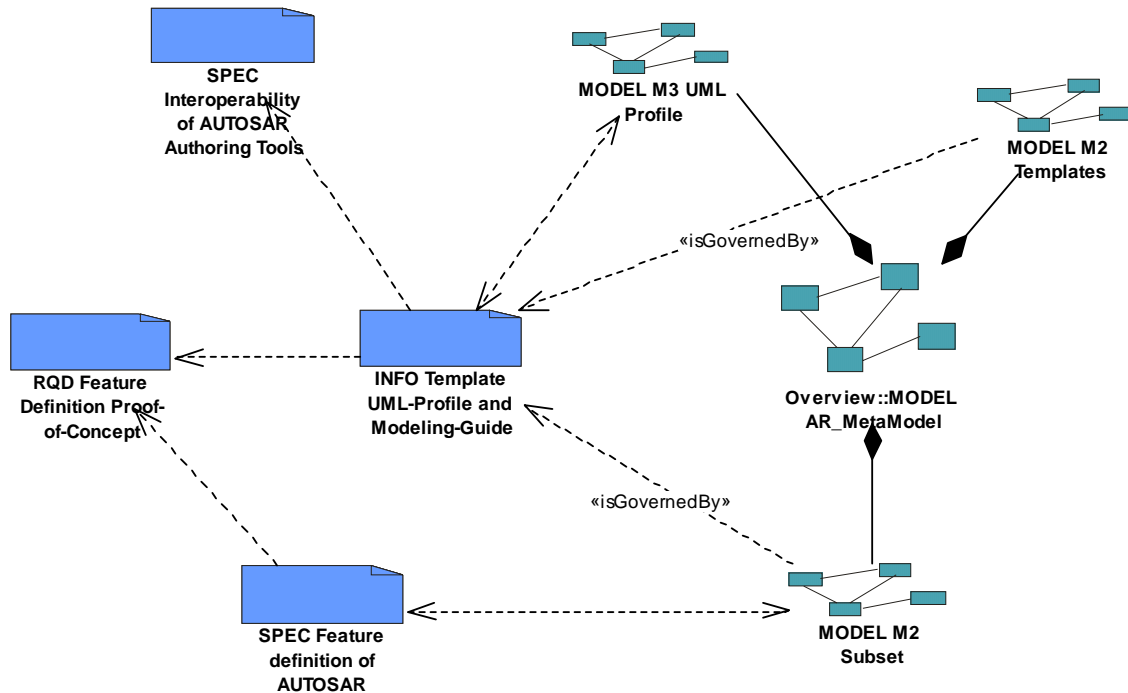 SPEC
Interoperability
of AUTOSAR
Authoring Tools
MODEL M3 UML
Profile
MODEL M2
Templates
«isGovernedBy»
RQD Feature
Definition Proof-
of-Concept
INFO Template
UML-Profile and
Modeling-Guide
Overview::MODEL
AR_MetaModel
«isGovernedBy»
SPEC Feature
definition of
AUTOSAR
MODEL M2
Subset